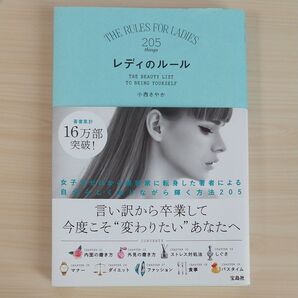 THE RULES FOR LADIES
205
things
レディのルール
THE BEAUTY LIST
TO BEING YOURSELF
小西さやか
著書累計
16万部
突破!
言い訳から卒業して
今度こそ“変わりたい”あなたへ
CONTENTS
内面の磨き方
外見の磨き方
ストレス対処法
しぐさ
マナー
ダイエット
ファッション
食事
バスタイム
宝島社